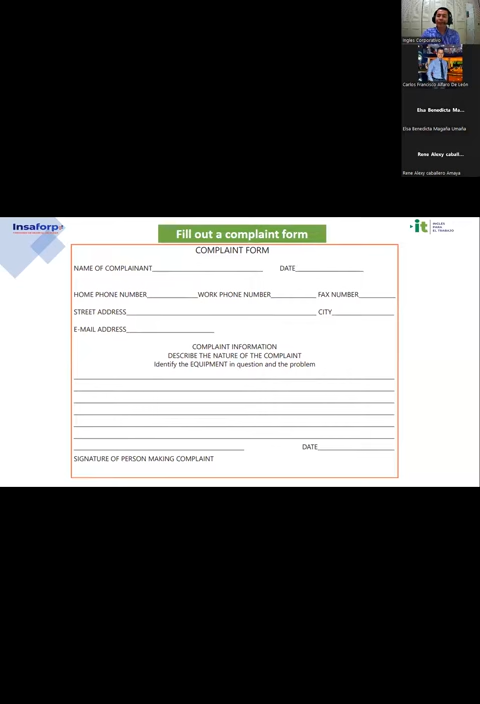 Ingles Corporativo
Carlos Francisco Alfaro De León
Elsa Benedicta Ma...
Elsa Benedicta Magaña Umaña
Rene Alexy caball...
Rene Alexy caballero Amaya
Insaforp
it INGLÉS PARA EL TRABAJO
Fill out a complaint form
COMPLAINT FORM
NAME OF COMPLAINANT DATE
HOME PHONE NUMBER WORK PHONE NUMBER FAX NUMBER
STREET ADDRESS CITY
E-MAIL ADDRESS
COMPLAINT INFORMATION
DESCRIBE THE NATURE OF THE COMPLAINT
Identify the EQUIPMENT in question and the problem
DATE
SIGNATURE OF PERSON MAKING COMPLAINT